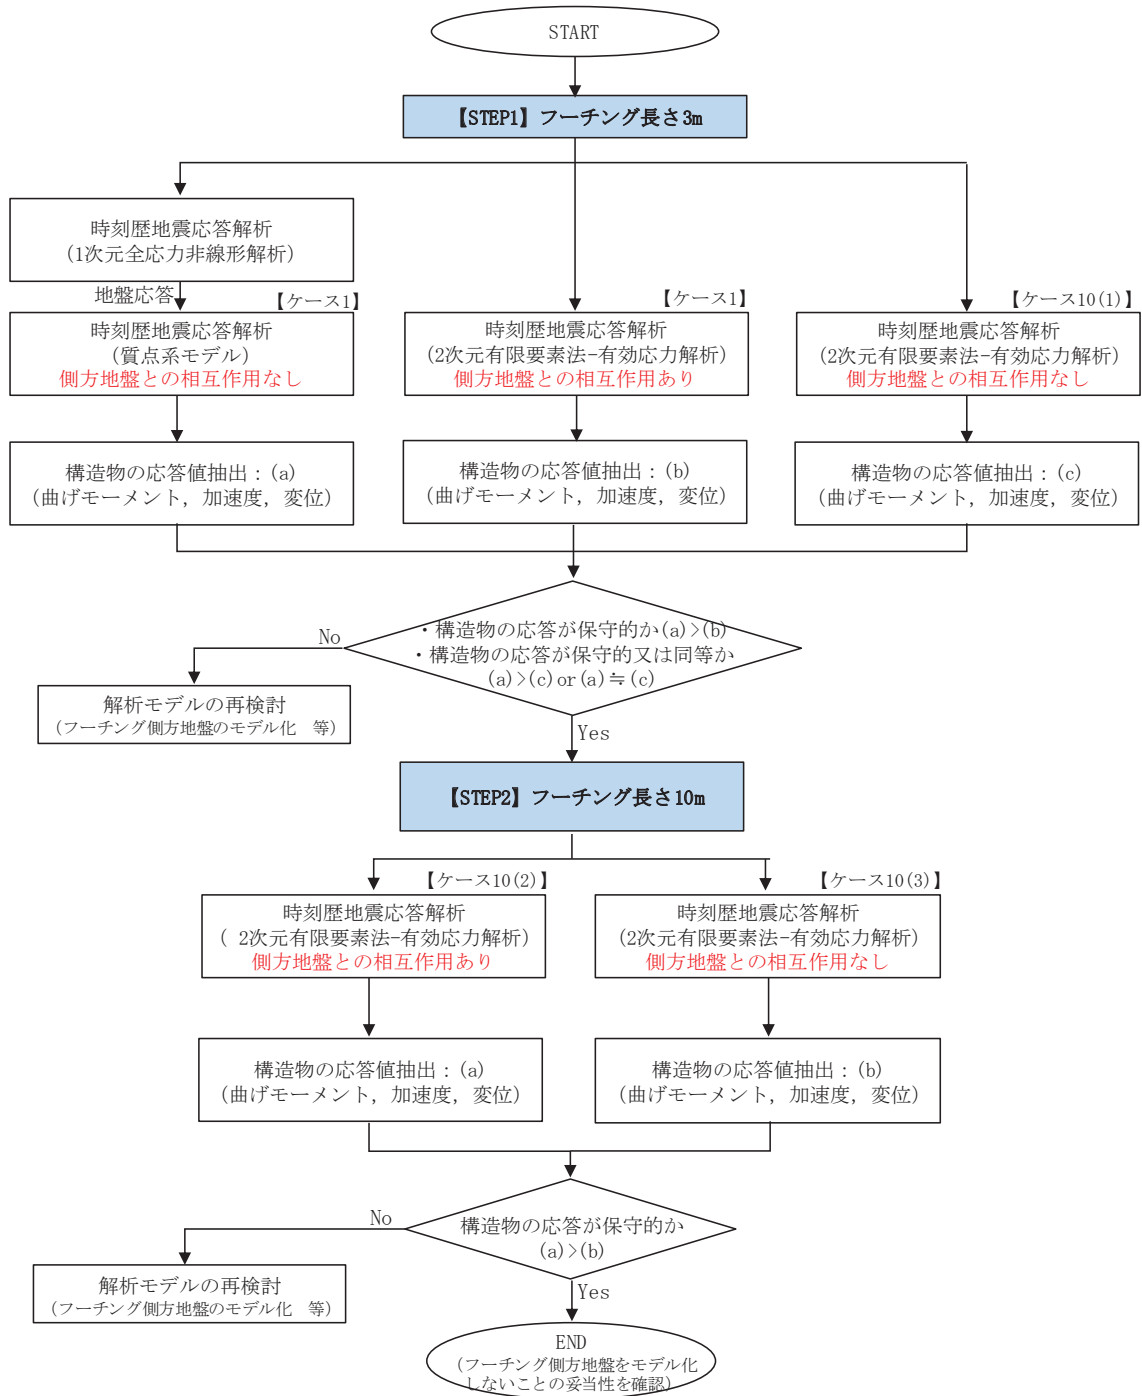 START
【STEP1】フーチング長さ3m
時刻歴地震応答解析
(1次元全応力非線形解析)
地盤応答
【ケース1】
時刻歴地震応答解析
(質点系モデル)
側方地盤との相互作用なし
【ケース1】
時刻歴地震応答解析
(2次元有限要素法-有効応力解析)
側方地盤との相互作用あり
【ケース10(1)】
時刻歴地震応答解析
(2次元有限要素法-有効応力解析)
側方地盤との相互作用なし
構造物の応答値抽出：(a)
(曲げモーメント，加速度，変位)
構造物の応答値抽出：(b)
(曲げモーメント，加速度，変位)
構造物の応答値抽出：(c)
(曲げモーメント，加速度，変位)
・構造物の応答が保守的か(a)>(b)
・構造物の応答が保守的又は同等か
(a)>(c)or(a)≒(c)
No
解析モデルの再検討
(フーチング側方地盤のモデル化　等)
Yes
【STEP2】フーチング長さ10m
【ケース10(2)】
時刻歴地震応答解析
( 2次元有限要素法-有効応力解析)
側方地盤との相互作用あり
【ケース10(3)】
時刻歴地震応答解析
(2次元有限要素法-有効応力解析)
側方地盤との相互作用なし
構造物の応答値抽出：(a)
(曲げモーメント，加速度，変位)
構造物の応答値抽出：(b)
(曲げモーメント，加速度，変位)
構造物の応答が保守的か
(a)>(b)
No
解析モデルの再検討
(フーチング側方地盤のモデル化　等)
Yes
END
(フーチング側方地盤をモデル化
しないことの妥当性を確認)